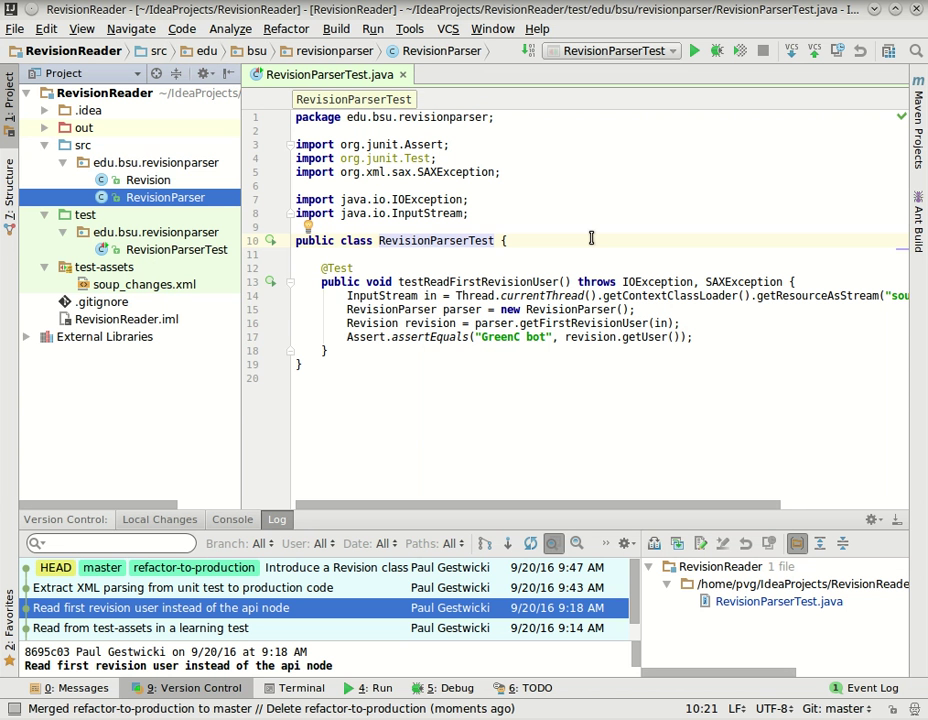 RevisionReader - [~/IdeaProjects/RevisionReader] - [RevisionReader] - ~/IdeaProjects/RevisionReader/test/edu/bsu/revisionparser/RevisionParserTest.java - I...
File Edit View Navigate Code Analyze Refactor Build Run Tools VCS Window Help
RevisionReader src edu bsu revisionparser RevisionParser RevisionParserTest VCS VCS
Project RevisionParserTest.java
RevisionParserTest
1: Project
7: Structure
2: Favorites
RevisionReader ~/IdeaProjects/
.idea
out
src
edu.bsu.revisionparser
Revision
RevisionParser
test
edu.bsu.revisionparser
RevisionParserTest
test-assets
soup_changes.xml
.gitignore
RevisionReader.iml
External Libraries
1 package edu.bsu.revisionparser;
2
3 import org.junit.Assert;
4 import org.junit.Test;
5 import org.xml.sax.SAXException;
6
7 import java.io.IOException;
8 import java.io.InputStream;
9
10 public class RevisionParserTest {
11
12 @Test
13 public void testReadFirstRevisionUser() throws IOException, SAXException {
14 InputStream in = Thread.currentThread().getContextClassLoader().getResourceAsStream("sou
15 RevisionParser parser = new RevisionParser();
16 Revision revision = parser.getFirstRevisionUser(in);
17 Assert.assertEquals("GreenC bot", revision.getUser());
18 }
19 }
20
Maven Projects
Ant Build
Version Control: Local Changes Console Log
Branch: All User: All Date: All Paths: All
HEAD master refactor-to-production Introduce a Revision class Paul Gestwicki 9/20/16 9:47 AM
Extract XML parsing from unit test to production code Paul Gestwicki 9/20/16 9:43 AM
Read first revision user instead of the api node Paul Gestwicki 9/20/16 9:18 AM
Read from test-assets in a learning test Paul Gestwicki 9/20/16 9:14 AM
8695c03 Paul Gestwicki on 9/20/16 at 9:18 AM
Read first revision user instead of the api node
RevisionReader 1 file
/home/pvg/IdeaProjects/RevisionReade
RevisionParserTest.java
0: Messages 9: Version Control Terminal 4: Run 5: Debug 6: TODO 1 Event Log
Merged refactor-to-production to master // Delete refactor-to-production (moments ago) 10:21 LF÷ UTF-8÷ Git: master÷